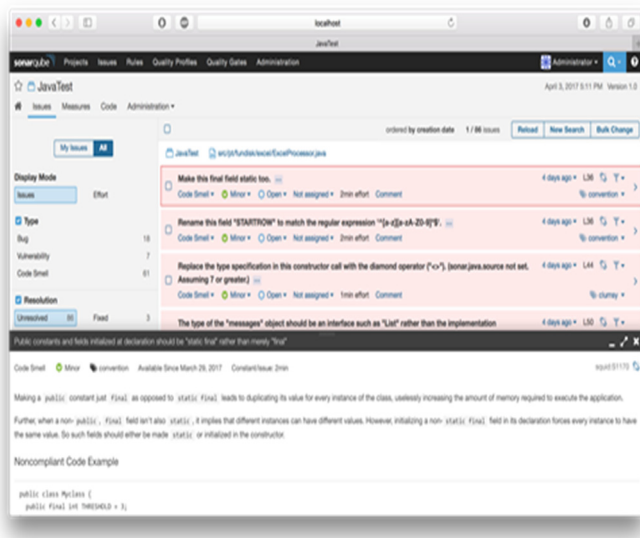 localhost
JavaTest
sonarqube Projects Issues Rules Quality Profiles Quality Gates Administration Administrator
JavaTest April 3, 2017 5:11 PM Version 1.0
Issues Measures Code Administration
ordered by creation date 1 / 86 issues Reload New Search Bulk Change
My Issues All
JavaTest
Display Mode
Issues Effort
Make this final field static too. 4 days ago L36
Code Smell Minor Open Not assigned 2min effort Comment convention
Type
Bug 18
Vulnerability 7
Code Smell 61
Rename this field "STARTROW" to match the regular expression '^[a-z][a-zA-Z0-9]*$'. 4 days ago L36
Code Smell Minor Open Not assigned 2min effort Comment convention
Replace the type specification in this constructor call with the diamond operator ("<>"). (sonar.java.source not set. Assuming 7 or greater.) 4 days ago L44
Code Smell Minor Open Not assigned 1min effort Comment clumsy
Resolution
Unresolved 86 Fixed 3
The type of the "messages" object should be an interface such as "List" rather than the implementation 4 days ago L50
Public constants and fields initialized at declaration should be "static final" rather than merely "final"
Code Smell Minor convention Available Since March 29, 2017 Constant/issue: 2min squid:S1170
Making a public constant just final as opposed to static final leads to duplicating its value for every instance of the class, uselessly increasing the amount of memory required to execute the application.
Further, when a non- public, final field isn't also static, it implies that different instances can have different values. However, initializing a non- static final field in its declaration forces every instance to have
the same value. So such fields should either be made static or initialized in the constructor.
Noncompliant Code Example
public class Myclass {
public final int THRESHOLD = 3;